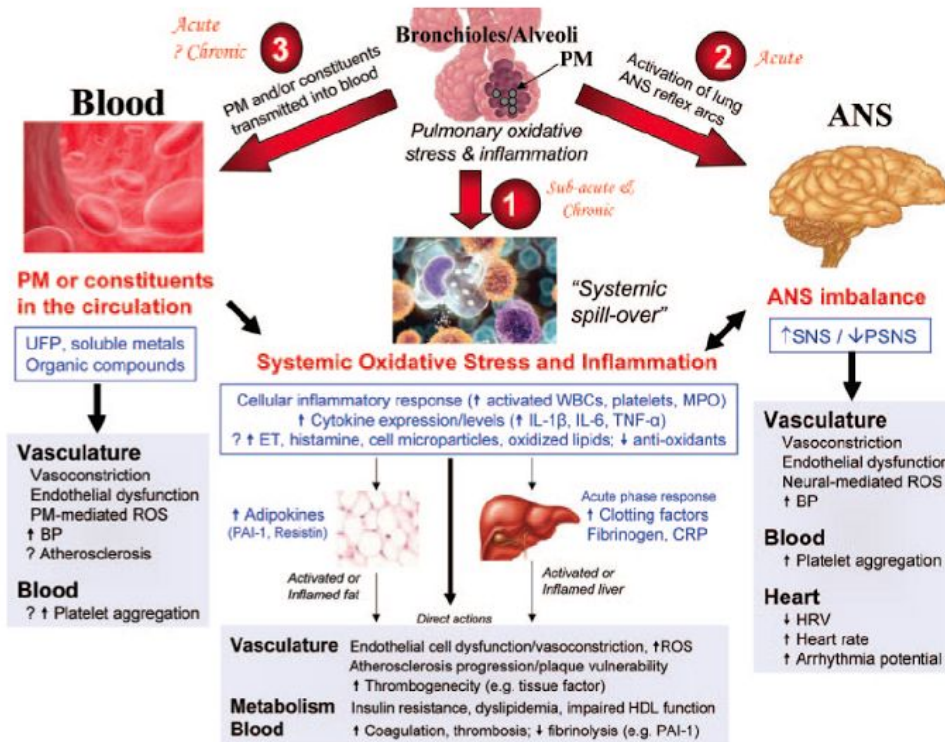 Acute
? Chronic
3
PM and/or constituents
transmitted into blood
Bronchioles/Alveoli
PM
Pulmonary oxidative
stress & inflammation
2
Acute
Activation of lung
ANS reflex arcs
Blood
ANS
1
Sub-acute &
Chronic
PM or constituents
in the circulation
"Systemic
spill-over"
ANS imbalance
UFP, soluble metals
Organic compounds
↑SNS / ↓PSNS
Systemic Oxidative Stress and Inflammation
Cellular inflammatory response (↑ activated WBCs, platelets, MPO)
↑ Cytokine expression/levels (↑ IL-1β, IL-6, TNF-α)
? ↑ ET, histamine, cell microparticles, oxidized lipids; ↓ anti-oxidants
Vasculature
Vasoconstriction
Endothelial dysfunction
PM-mediated ROS
↑ BP
? Atherosclerosis
Blood
? ↑ Platelet aggregation
↑ Adipokines
(PAI-1, Resistin)
Activated or
Inflamed fat
Acute phase response
↑ Clotting factors
Fibrinogen, CRP
Activated or
Inflamed liver
Direct actions
Vasculature
Vasoconstriction
Endothelial dysfunction
Neural-mediated ROS
↑ BP
Blood
↑ Platelet aggregation
Heart
↓ HRV
↑ Heart rate
↑ Arrhythmia potential
Vasculature Endothelial cell dysfunction/vasoconstriction, ↑ROS
Atherosclerosis progression/plaque vulnerability
↑ Thrombogenecity (e.g. tissue factor)
Metabolism Insulin resistance, dyslipidemia, impaired HDL function
Blood ↑ Coagulation, thrombosis; ↓ fibrinolysis (e.g. PAI-1)